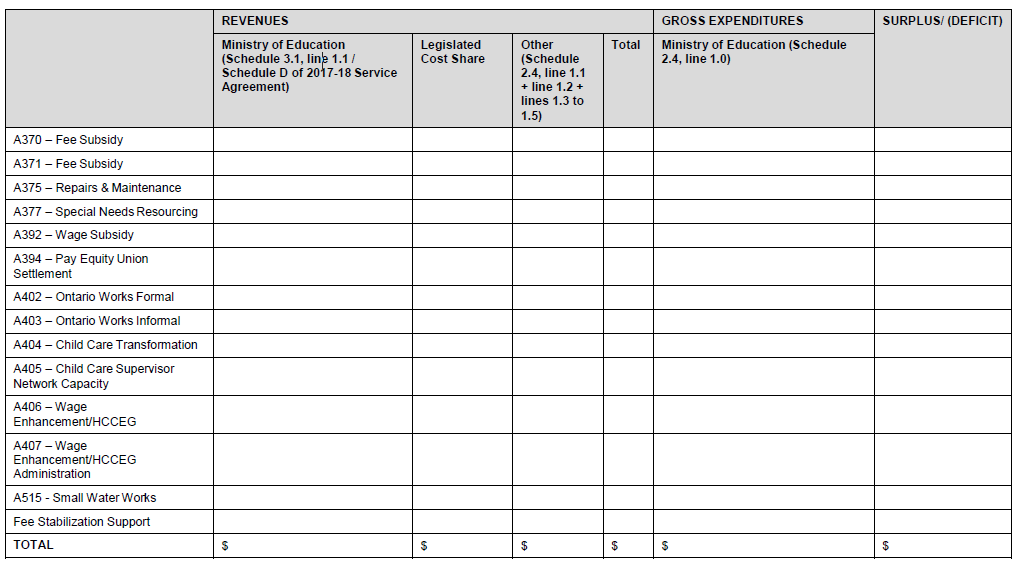 REVENUES
GROSS EXPENDITURES
SURPLUS/ (DEFICIT)
Ministry of Education
(Schedule 3.1, line 1.1 /
Schedule D of 2017-18 Service
Agreement)
Legislated
Cost Share
Other
(Schedule
2.4, line 1.1
+ line 1.2 +
lines 1.3 to
1.5)
Total
Ministry of Education (Schedule
2.4, line 1.0)
A370 – Fee Subsidy
A371 – Fee Subsidy
A375 – Repairs & Maintenance
A377 – Special Needs Resourcing
A392 – Wage Subsidy
A394 – Pay Equity Union
Settlement
A402 – Ontario Works Formal
A403 – Ontario Works Informal
A404 – Child Care Transformation
A405 – Child Care Supervisor
Network Capacity
A406 – Wage
Enhancement/HCCEG
A407 – Wage
Enhancement/HCCEG
Administration
A515 - Small Water Works
Fee Stabilization Support
TOTAL $ $ $ $ $ $